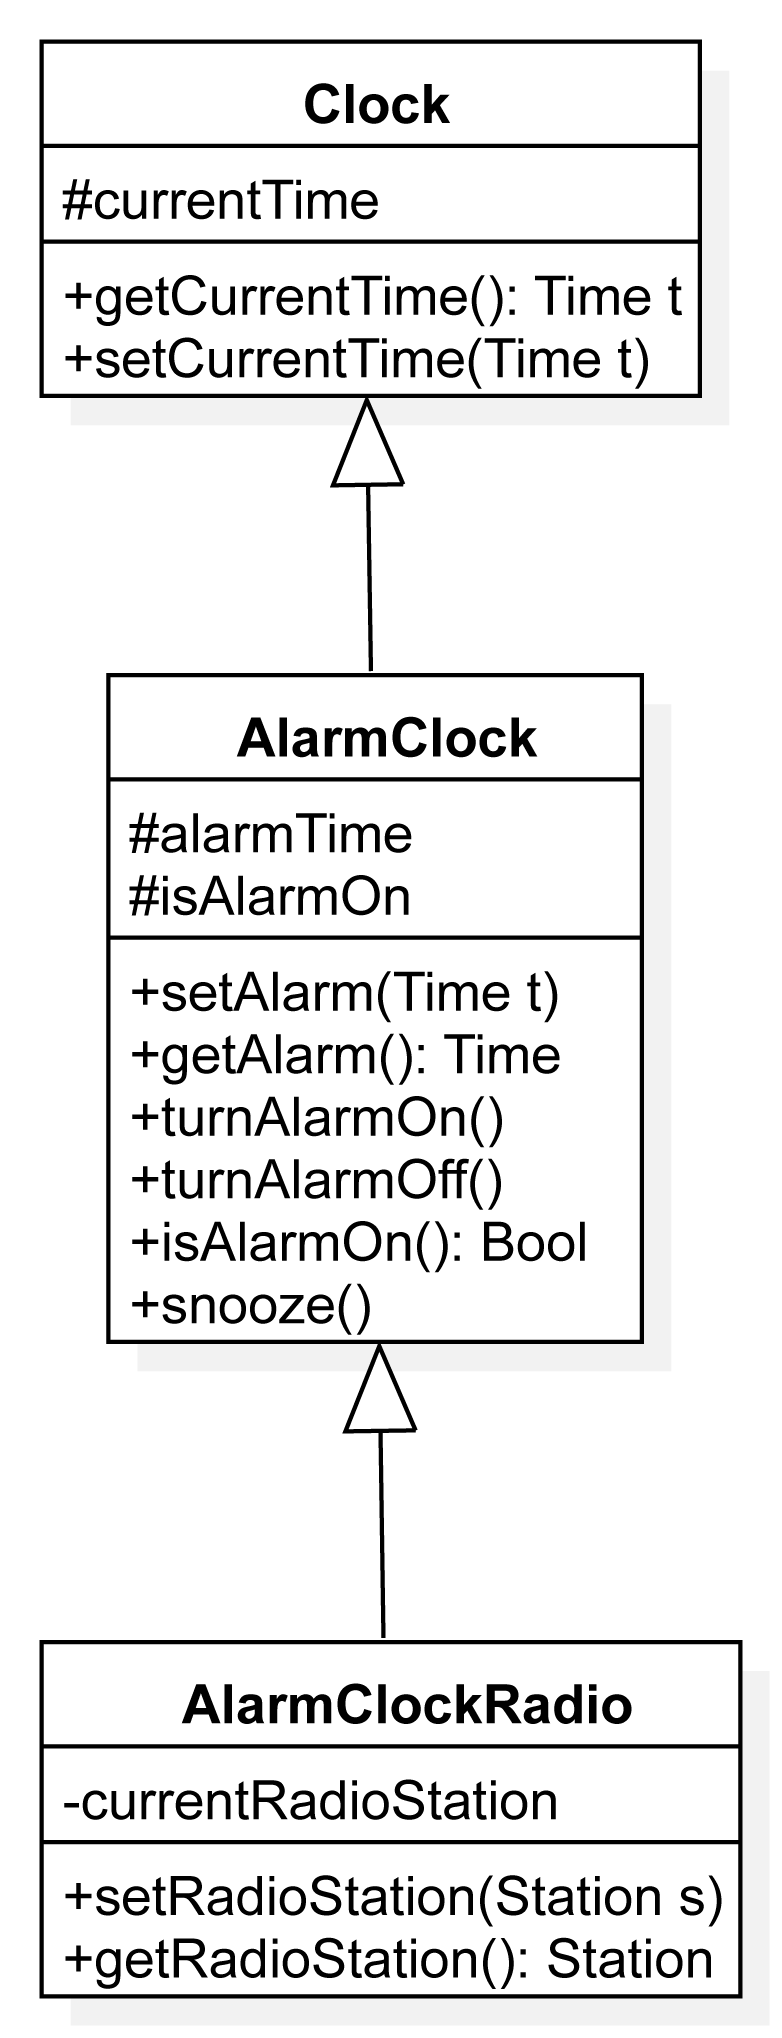 Clock
#currentTime
+getCurrentTime(): Time t
+setCurrentTime(Time t)
AlarmClock
#alarmTime
#isAlarmOn
+setAlarm(Time t)
+getAlarm(): Time
+turnAlarmOn()
+turnAlarmOff()
+isAlarmOn(): Bool
+snooze()
AlarmClockRadio
-currentRadioStation
+setRadioStation(Station s)
+getRadioStation(): Station